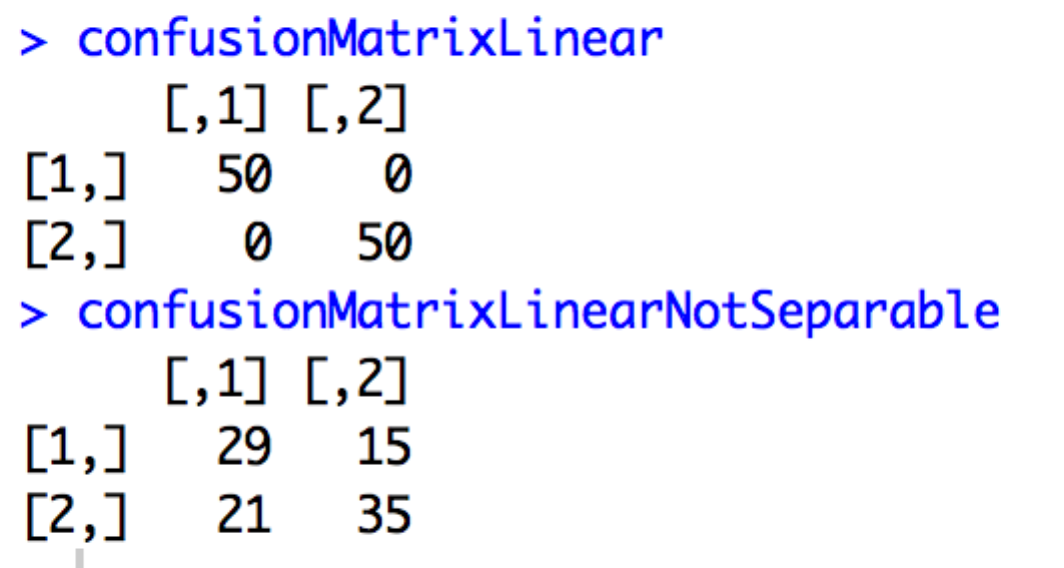 > confusionMatrixLinear
     [,1] [,2]
[1,]   50    0
[2,]    0   50
> confusionMatrixLinearNotSeparable
     [,1] [,2]
[1,]   29   15
[2,]   21   35